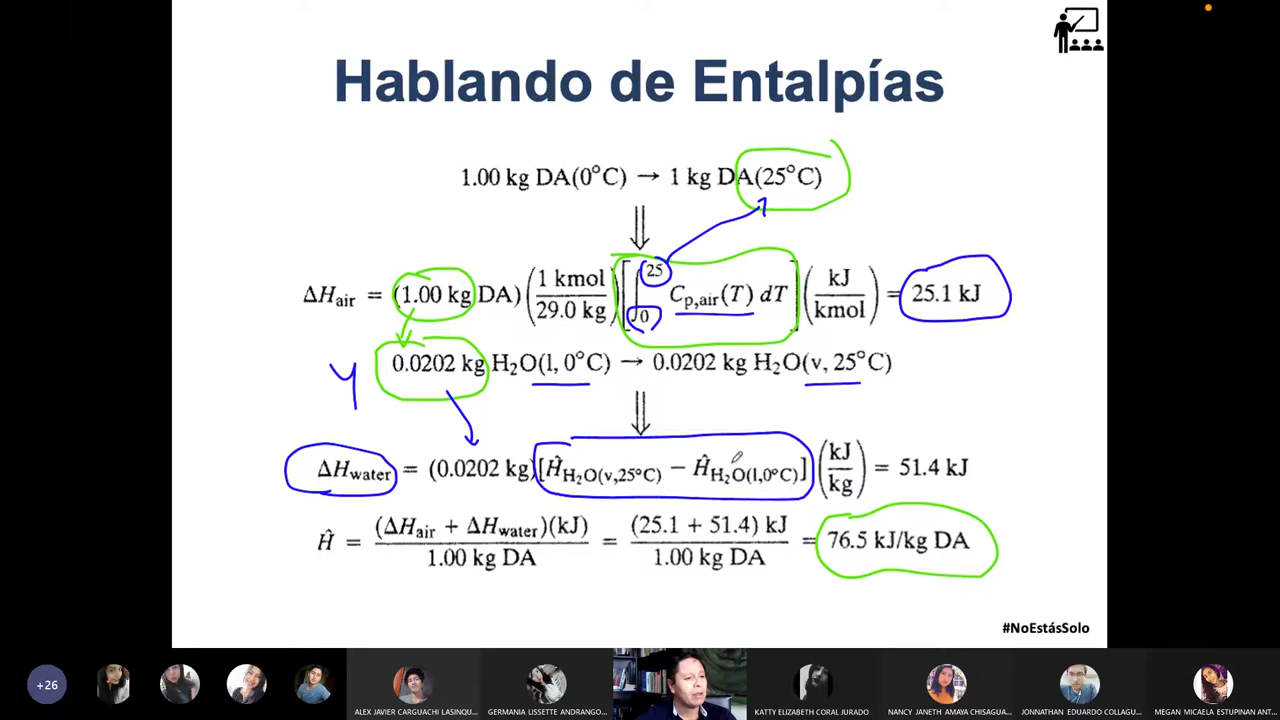 Hablando de Entalpías
1.00 kg DA(0°C) → 1 kg DA(25°C)
⇓
ΔH_air = (1.00 kg DA) (1 kmol / 29.0 kg) [∫_0^25 C_p,air(T) dT] (kJ / kmol) = 25.1 kJ
0.0202 kg H₂O(l, 0°C) → 0.0202 kg H₂O(v, 25°C)
Y
⇓
ΔH_water = (0.0202 kg)[Ĥ_H₂O(v,25°C) − Ĥ_H₂O(l,0°C)] (kJ / kg) = 51.4 kJ
Ĥ = (ΔH_air + ΔH_water)(kJ) / 1.00 kg DA = (25.1 + 51.4) kJ / 1.00 kg DA = 76.5 kJ/kg DA
#NoEstásSolo
+26
ALEX JAVIER CARGUACHI LASINQU...
GERMANIA LISSETTE ANDRANGO...
KATTY ELIZABETH CORAL JURADO
NANCY JANETH AMAYA CHISAGUA...
JONNATHAN EDUARDO COLLAGU...
MEGAN MICAELA ESTUPINAN ANT...